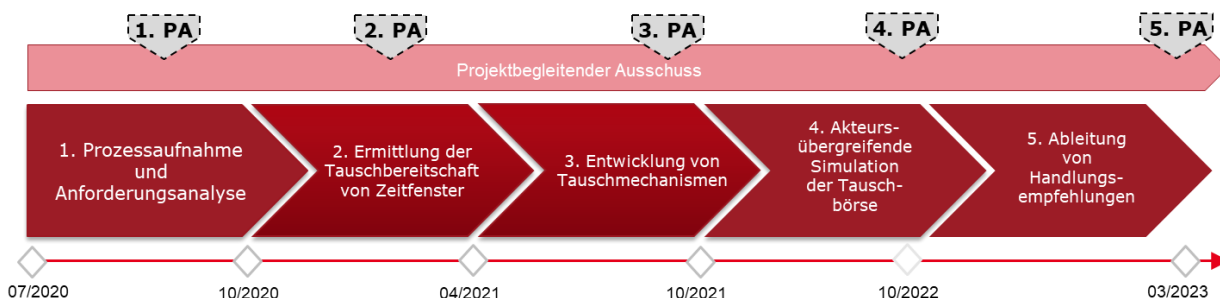 1. PA
2. PA
3. PA
4. PA
5. PA
Projektbegleitender Ausschuss
1. Prozessaufnahme
und
Anforderungsanalyse
2. Ermittlung der
Tauschbereitschaft
von Zeitfenster
3. Entwicklung von
Tauschmechanismen
4. Akteurs-
übergreifende
Simulation
der Tausch-
börse
5. Ableitung
von
Handlungs-
empfehlungen
07/2020
10/2020
04/2021
10/2021
10/2022
03/2023